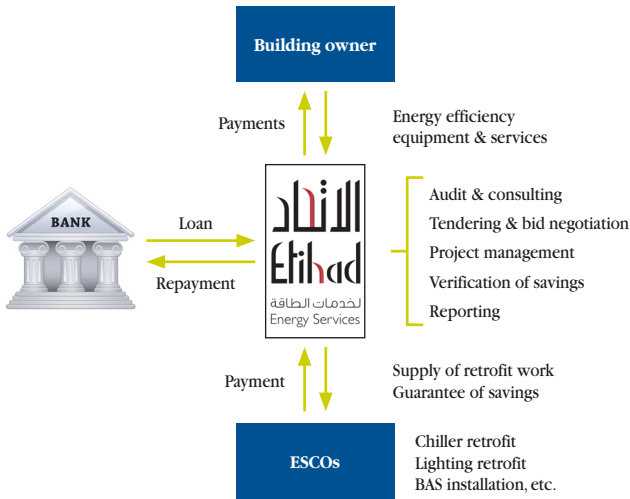 Building owner
Payments
Energy efficiency
equipment & services
BANK
Loan
Repayment
الاتحاد
Etihad
لخدمات الطاقة
Energy Services
Audit & consulting
Tendering & bid negotiation
Project management
Verification of savings
Reporting
Payment
Supply of retrofit work
Guarantee of savings
ESCOs
Chiller retrofit
Lighting retrofit
BAS installation, etc.